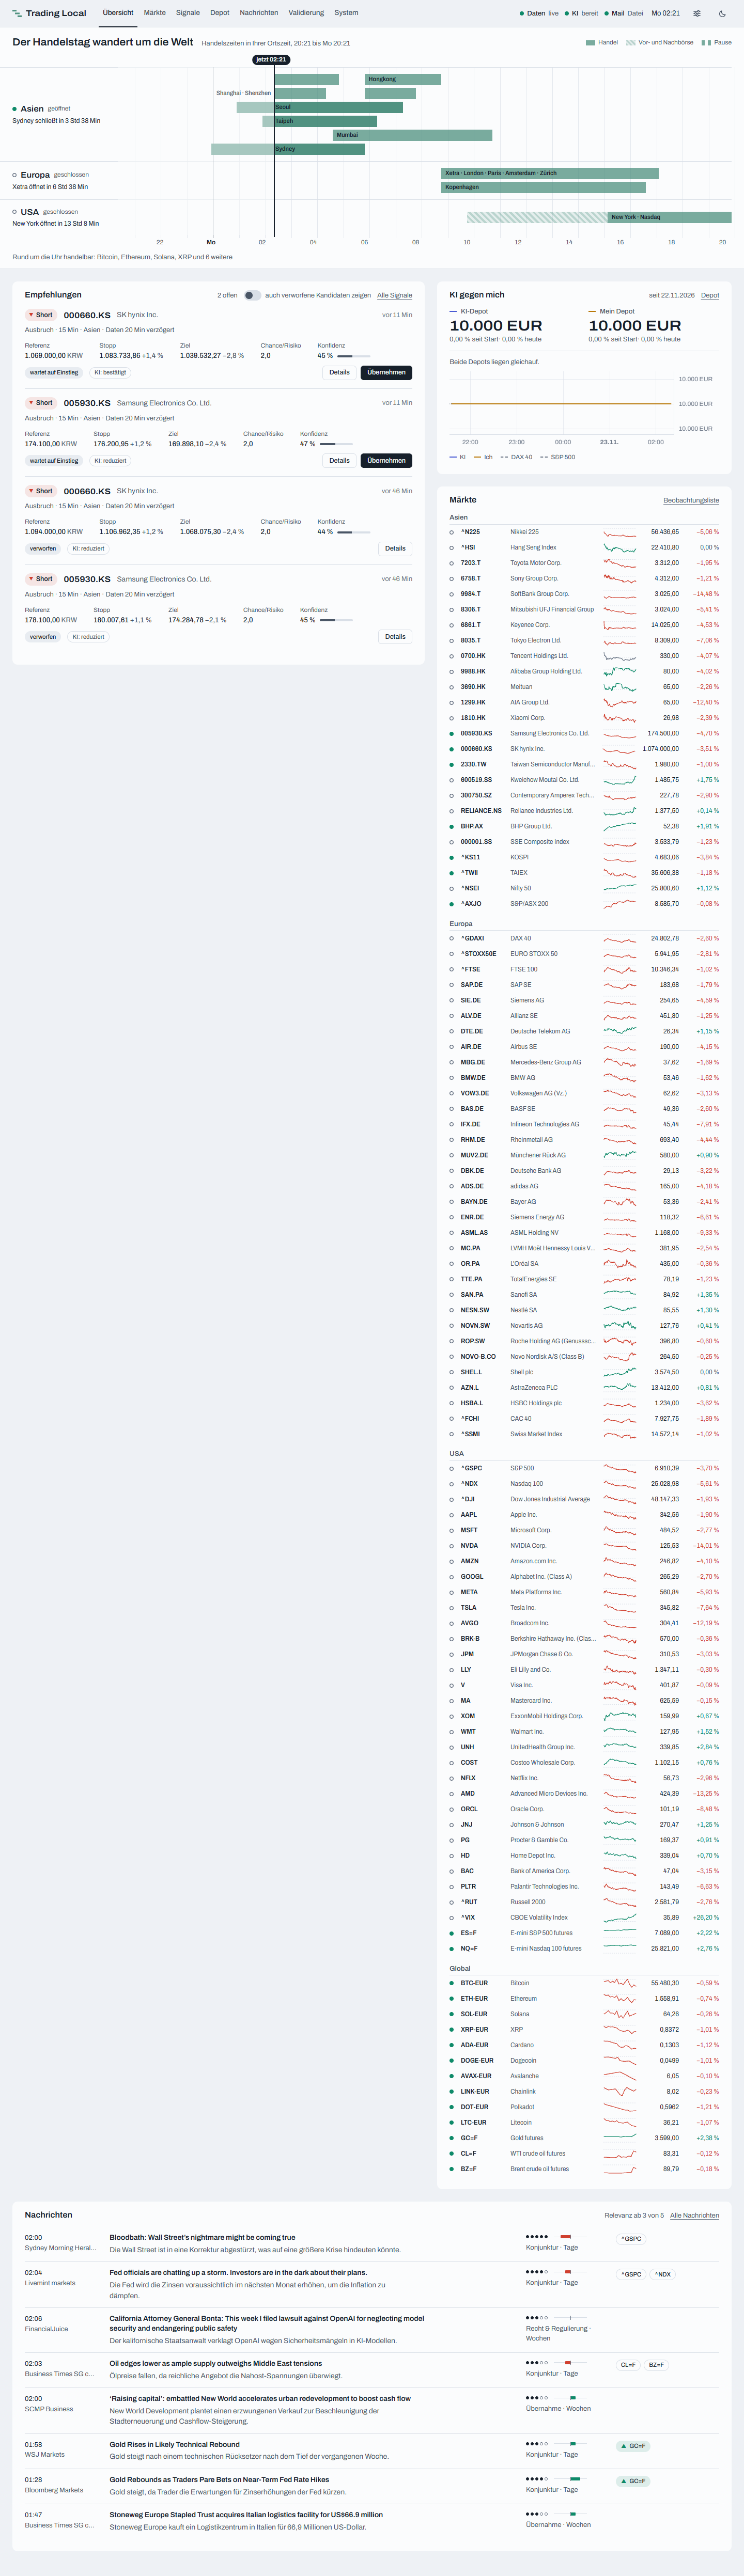 Trading Local
Übersicht Märkte Signale Depot Nachrichten Validierung System
Daten live KI bereit Mail Datei Mo 02:21
Der Handelstag wandert um die Welt Handelszeiten in Ihrer Ortszeit, 20:21 bis Mo 20:21
Handel Vor- und Nachbörse Pause
jetzt 02:21
Hongkong
Shanghai · Shenzhen
Asien geöffnet
Sydney schließt in 3 Std 38 Min
Seoul
Taipeh
Mumbai
Sydney
Europa geschlossen
Xetra öffnet in 6 Std 38 Min
Xetra · London · Paris · Amsterdam · Zürich
Kopenhagen
USA geschlossen
New York öffnet in 13 Std 8 Min
New York · Nasdaq
22 Mo 02 04 06 08 10 12 14 16 18 20
Rund um die Uhr handelbar: Bitcoin, Ethereum, Solana, XRP und 6 weitere
Empfehlungen 2 offen auch verworfene Kandidaten zeigen Alle Signale
Short 000660.KS SK hynix Inc. vor 11 Min
Ausbruch · 15 Min · Asien · Daten 20 Min verzögert
Referenz Stopp Ziel Chance/Risiko Konfidenz
1.069.000,00 KRW 1.083.733,86 +1,4 % 1.039.532,27 −2,8 % 2,0 45 %
wartet auf Einstieg KI: bestätigt Details Übernehmen
Short 005930.KS Samsung Electronics Co. Ltd. vor 11 Min
Ausbruch · 15 Min · Asien · Daten 20 Min verzögert
Referenz Stopp Ziel Chance/Risiko Konfidenz
174.100,00 KRW 176.200,95 +1,2 % 169.898,10 −2,4 % 2,0 47 %
wartet auf Einstieg KI: reduziert Details Übernehmen
Short 000660.KS SK hynix Inc. vor 46 Min
Ausbruch · 15 Min · Asien · Daten 20 Min verzögert
Referenz Stopp Ziel Chance/Risiko Konfidenz
1.094.000,00 KRW 1.106.962,35 +1,2 % 1.068.075,30 −2,4 % 2,0 44 %
verworfen KI: reduziert Details
Short 005930.KS Samsung Electronics Co. Ltd. vor 46 Min
Ausbruch · 15 Min · Asien · Daten 20 Min verzögert
Referenz Stopp Ziel Chance/Risiko Konfidenz
178.100,00 KRW 180.007,61 +1,1 % 174.284,78 −2,1 % 2,0 45 %
verworfen KI: reduziert Details
KI gegen mich seit 22.11.2026 Depot
KI-Depot Mein Depot
10.000 EUR 10.000 EUR
0,00 % seit Start · 0,00 % heute 0,00 % seit Start · 0,00 % heute
Beide Depots liegen gleichauf.
10.000 EUR
10.000 EUR
10.000 EUR
22:00 23:00 00:00 23.11. 02:00
KI Ich DAX 40 S&P 500
Märkte Beobachtungsliste
Asien
^N225 Nikkei 225 56.436,65 −5,06 %
^HSI Hang Seng Index 22.410,80 0,00 %
7203.T Toyota Motor Corp. 3.312,00 −1,95 %
6758.T Sony Group Corp. 4.312,00 −1,21 %
9984.T SoftBank Group Corp. 3.025,00 −14,48 %
8306.T Mitsubishi UFJ Financial Group 3.024,00 −5,41 %
6861.T Keyence Corp. 14.025,00 −4,53 %
8035.T Tokyo Electron Ltd. 8.309,00 −7,06 %
0700.HK Tencent Holdings Ltd. 330,00 −4,07 %
9988.HK Alibaba Group Holding Ltd. 80,00 −4,02 %
3690.HK Meituan 65,00 −2,26 %
1299.HK AIA Group Ltd. 65,00 −12,40 %
1810.HK Xiaomi Corp. 26,98 −2,39 %
005930.KS Samsung Electronics Co. Ltd. 174.500,00 −4,70 %
000660.KS SK hynix Inc. 1.074.000,00 −3,51 %
2330.TW Taiwan Semiconductor Manuf... 1.980,00 −1,00 %
600519.SS Kweichow Moutai Co. Ltd. 1.485,75 +1,75 %
300750.SZ Contemporary Amperex Tech... 227,78 −2,90 %
RELIANCE.NS Reliance Industries Ltd. 1.377,50 +0,14 %
BHP.AX BHP Group Ltd. 52,38 +1,91 %
000001.SS SSE Composite Index 3.533,79 −1,23 %
^KS11 KOSPI 4.683,06 −3,84 %
^TWII TAIEX 35.606,38 −1,18 %
^NSEI Nifty 50 25.800,60 +1,12 %
^AXJO S&P/ASX 200 8.585,70 −0,08 %
Europa
^GDAXI DAX 40 24.802,78 −2,60 %
^STOXX50E EURO STOXX 50 5.941,95 −2,81 %
^FTSE FTSE 100 10.346,34 −1,02 %
SAP.DE SAP SE 183,68 −1,79 %
SIE.DE Siemens AG 254,65 −4,59 %
ALV.DE Allianz SE 451,80 −1,25 %
DTE.DE Deutsche Telekom AG 26,34 +1,15 %
AIR.DE Airbus SE 190,00 −4,15 %
MBG.DE Mercedes-Benz Group AG 37,62 −1,69 %
BMW.DE BMW AG 53,46 −1,62 %
VOW3.DE Volkswagen AG (Vz.) 62,62 −3,13 %
BAS.DE BASF SE 49,36 −2,60 %
IFX.DE Infineon Technologies AG 45,44 −7,91 %
RHM.DE Rheinmetall AG 693,40 −4,44 %
MUV2.DE Münchener Rück AG 580,00 +0,90 %
DBK.DE Deutsche Bank AG 29,13 −3,22 %
ADS.DE adidas AG 165,00 −4,18 %
BAYN.DE Bayer AG 53,36 −2,41 %
ENR.DE Siemens Energy AG 118,32 −6,61 %
ASML.AS ASML Holding NV 1.168,00 −9,33 %
MC.PA LVMH Moët Hennessy Louis V... 381,95 −2,54 %
OR.PA L'Oréal SA 435,00 −0,36 %
TTE.PA TotalEnergies SE 78,19 −1,23 %
SAN.PA Sanofi SA 84,92 +1,35 %
NESN.SW Nestlé SA 85,55 +1,30 %
NOVN.SW Novartis AG 127,76 +0,41 %
ROP.SW Roche Holding AG (Genusssc... 396,80 −0,60 %
NOVO-B.CO Novo Nordisk A/S (Class B) 264,50 −0,25 %
SHEL.L Shell plc 3.574,50 0,00 %
AZN.L AstraZeneca PLC 13.412,00 +0,81 %
HSBA.L HSBC Holdings plc 1.234,00 −3,62 %
^FCHI CAC 40 7.927,75 −1,89 %
^SSMI Swiss Market Index 14.572,14 −1,02 %
USA
^GSPC S&P 500 6.910,39 −3,70 %
^NDX Nasdaq 100 25.028,98 −5,61 %
^DJI Dow Jones Industrial Average 48.147,33 −1,93 %
AAPL Apple Inc. 342,56 −1,90 %
MSFT Microsoft Corp. 484,52 −2,77 %
NVDA NVIDIA Corp. 125,53 −14,01 %
AMZN Amazon.com Inc. 246,82 −4,10 %
GOOGL Alphabet Inc. (Class A) 265,29 −2,70 %
META Meta Platforms Inc. 560,84 −5,93 %
TSLA Tesla Inc. 345,82 −7,64 %
AVGO Broadcom Inc. 304,41 −12,19 %
BRK-B Berkshire Hathaway Inc. (Clas... 570,00 −0,36 %
JPM JPMorgan Chase & Co. 310,53 −3,03 %
LLY Eli Lilly and Co. 1.347,11 −0,30 %
V Visa Inc. 401,87 −0,09 %
MA Mastercard Inc. 625,59 −0,15 %
XOM ExxonMobil Holdings Corp. 159,99 +0,67 %
WMT Walmart Inc. 127,95 +1,52 %
UNH UnitedHealth Group Inc. 339,85 +2,84 %
COST Costco Wholesale Corp. 1.102,15 +0,76 %
NFLX Netflix Inc. 56,73 −2,96 %
AMD Advanced Micro Devices Inc. 424,39 −13,25 %
ORCL Oracle Corp. 101,19 −8,48 %
JNJ Johnson & Johnson 270,47 +1,25 %
PG Procter & Gamble Co. 169,37 +0,91 %
HD Home Depot Inc. 339,04 +0,70 %
BAC Bank of America Corp. 47,04 −3,15 %
PLTR Palantir Technologies Inc. 143,49 −6,63 %
^RUT Russell 2000 2.581,79 −2,76 %
^VIX CBOE Volatility Index 35,89 +26,20 %
ES=F E-mini S&P 500 futures 7.089,00 +2,22 %
NQ=F E-mini Nasdaq 100 futures 25.821,00 +2,76 %
Global
BTC-EUR Bitcoin 55.480,30 −0,59 %
ETH-EUR Ethereum 1.558,91 −0,74 %
SOL-EUR Solana 64,26 −0,26 %
XRP-EUR XRP 0,8372 −1,01 %
ADA-EUR Cardano 0,1303 −1,12 %
DOGE-EUR Dogecoin 0,0499 −1,01 %
AVAX-EUR Avalanche 6,05 −0,10 %
LINK-EUR Chainlink 8,02 −0,23 %
DOT-EUR Polkadot 0,5962 −1,21 %
LTC-EUR Litecoin 36,21 −1,07 %
GC=F Gold futures 3.599,00 +2,38 %
CL=F WTI crude oil futures 83,31 −0,12 %
BZ=F Brent crude oil futures 89,79 −0,18 %
Nachrichten Relevanz ab 3 von 5 Alle Nachrichten
02:00 Bloodbath: Wall Street's nightmare might be coming true ^GSPC
Sydney Morning Heral... Die Wall Street ist in eine Korrektur abgestürzt, was auf eine größere Krise hindeuten könnte. Konjunktur · Tage
02:04 Fed officials are chatting up a storm. Investors are in the dark about their plans. ^GSPC ^NDX
Livemint markets Die Fed wird die Zinsen voraussichtlich im nächsten Monat erhöhen, um die Inflation zu Konjunktur · Tage
dämpfen.
02:06 California Attorney General Bonta: This week I filed lawsuit against OpenAI for neglecting model
FinancialJuice security and endangering public safety Recht & Regulierung ·
Der kalifornische Staatsanwalt verklagt OpenAI wegen Sicherheitsmängeln in KI-Modellen. Wochen
02:03 Oil edges lower as ample supply outweighs Middle East tensions CL=F BZ=F
Business Times SG c... Ölpreise fallen, da reichliche Angebot die Nahost-Spannungen überwiegt. Konjunktur · Tage
02:00 'Raising capital': embattled New World accelerates urban redevelopment to boost cash flow
SCMP Business New World Development plantet einen erzwungenen Verkauf zur Beschleunigung der Übernahme · Wochen
Stadterneuerung und Cashflow-Steigerung.
01:58 Gold Rises in Likely Technical Rebound GC=F
WSJ Markets Gold steigt nach einem technischen Rücksetzer nach dem Tief der vergangenen Woche. Konjunktur · Tage
01:28 Gold Rebounds as Traders Pare Bets on Near-Term Fed Rate Hikes GC=F
Bloomberg Markets Gold steigt, da Trader die Erwartungen für Zinserhöhungen der Fed kürzen. Konjunktur · Tage
01:47 Stoneweg Europe Stapled Trust acquires Italian logistics facility for US$66.9 million
Business Times SG c... Stoneweg Europe kauft ein Logistikzentrum in Italien für 66,9 Millionen US-Dollar. Übernahme · Wochen